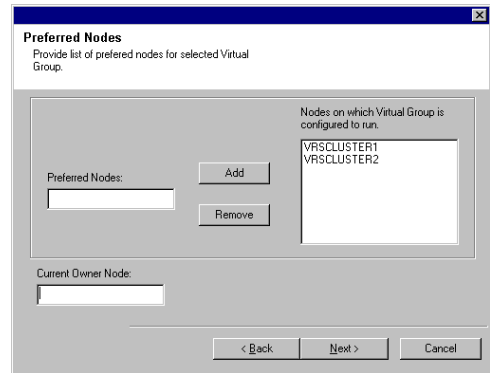 Preferred Nodes
Provide list of prefered nodes for selected Virtual
Group.
Nodes on which Virtual Group is
configured to run.
VRSCLUSTER1
VRSCLUSTER2
Add
Preferred Nodes:
Remove
Current Owner Node:
< Back
Next >
Cancel